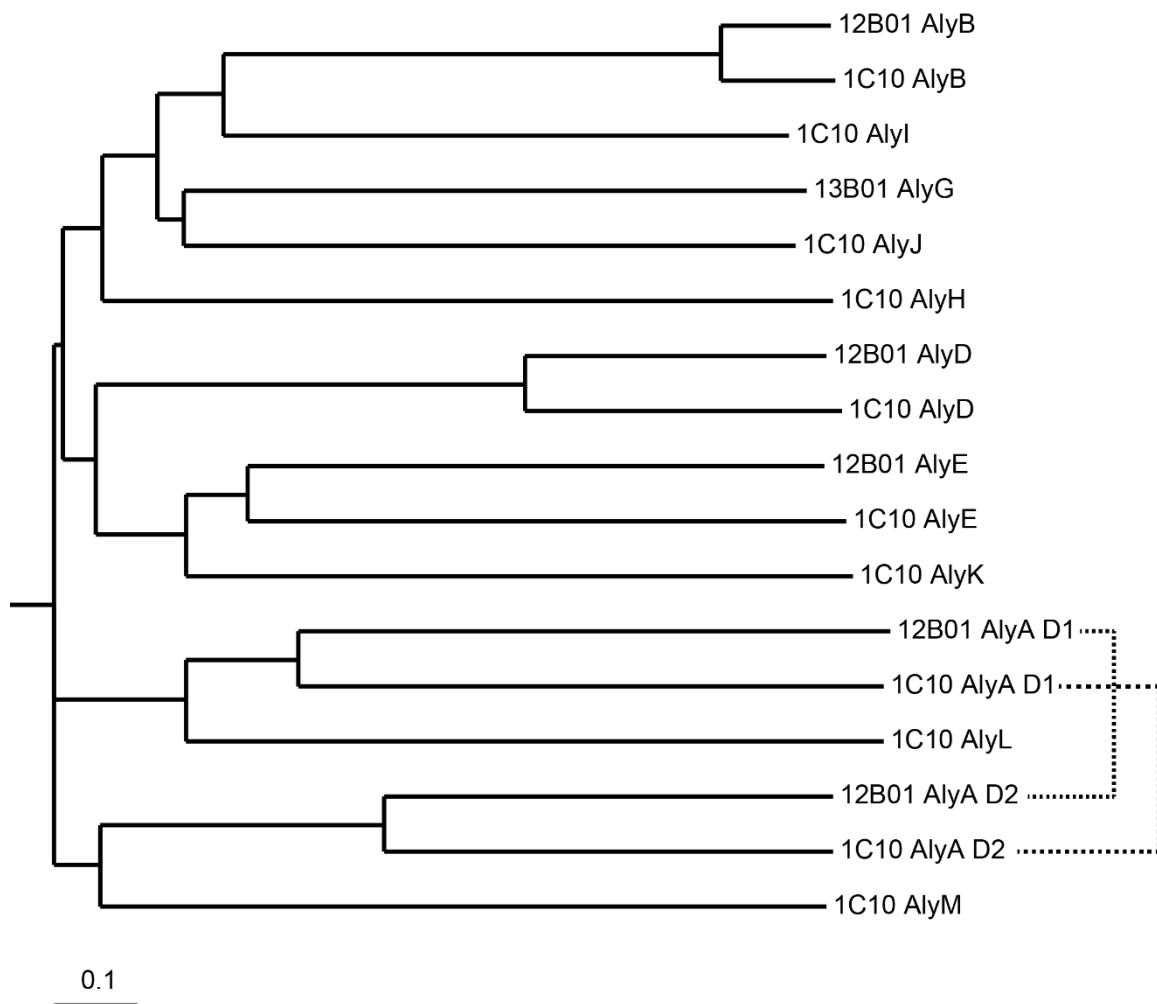 12B01 AlyB
1C10 AlyB
1C10 AlyI
13B01 AlyG
1C10 AlyJ
1C10 AlyH
12B01 AlyD
1C10 AlyD
12B01 AlyE
1C10 AlyE
1C10 AlyK
12B01 AlyA D1
1C10 AlyA D1
1C10 AlyL
12B01 AlyA D2
1C10 AlyA D2
1C10 AlyM
0.1